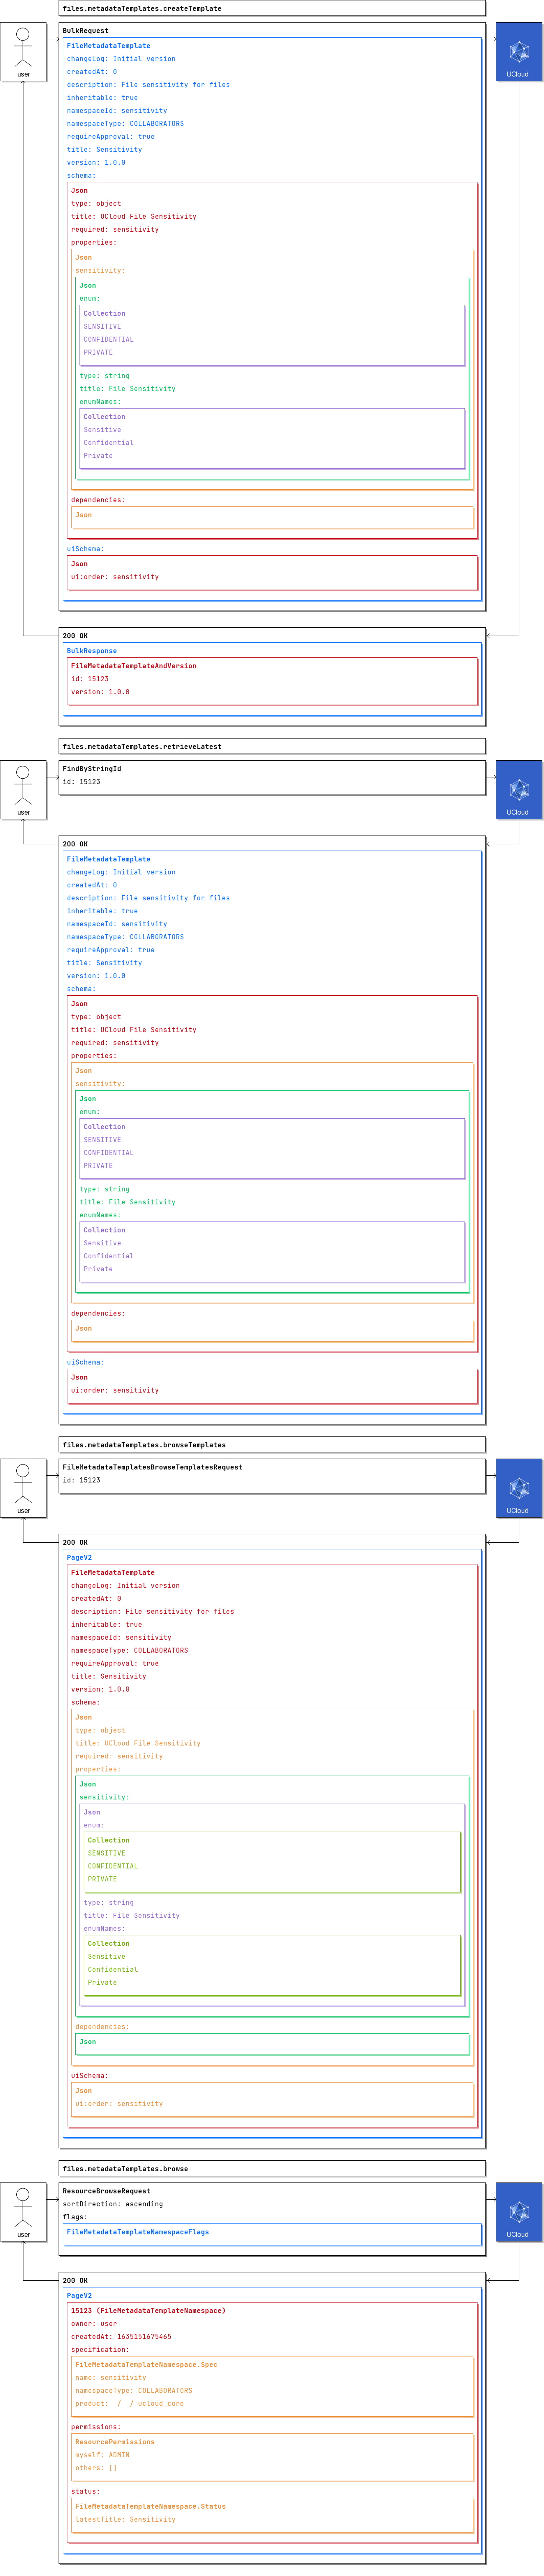 files.metadataTemplates.createTemplate
user
UCloud
BulkRequest
FileMetadataTemplate
changeLog: Initial version
createdAt: 0
description: File sensitivity for files
inheritable: true
namespaceId: sensitivity
namespaceType: COLLABORATORS
requireApproval: true
title: Sensitivity
version: 1.0.0
schema:
Json
type: object
title: UCloud File Sensitivity
required: sensitivity
properties:
Json
sensitivity:
Json
enum:
Collection
SENSITIVE
CONFIDENTIAL
PRIVATE
type: string
title: File Sensitivity
enumNames:
Collection
Sensitive
Confidential
Private
dependencies:
Json
uiSchema:
Json
ui:order: sensitivity
200 OK
BulkResponse
FileMetadataTemplateAndVersion
id: 15123
version: 1.0.0
files.metadataTemplates.retrieveLatest
user
UCloud
FindByStringId
id: 15123
200 OK
FileMetadataTemplate
changeLog: Initial version
createdAt: 0
description: File sensitivity for files
inheritable: true
namespaceId: sensitivity
namespaceType: COLLABORATORS
requireApproval: true
title: Sensitivity
version: 1.0.0
schema:
Json
type: object
title: UCloud File Sensitivity
required: sensitivity
properties:
Json
sensitivity:
Json
enum:
Collection
SENSITIVE
CONFIDENTIAL
PRIVATE
type: string
title: File Sensitivity
enumNames:
Collection
Sensitive
Confidential
Private
dependencies:
Json
uiSchema:
Json
ui:order: sensitivity
files.metadataTemplates.browseTemplates
user
UCloud
FileMetadataTemplatesBrowseTemplatesRequest
id: 15123
200 OK
PageV2
FileMetadataTemplate
changeLog: Initial version
createdAt: 0
description: File sensitivity for files
inheritable: true
namespaceId: sensitivity
namespaceType: COLLABORATORS
requireApproval: true
title: Sensitivity
version: 1.0.0
schema:
Json
type: object
title: UCloud File Sensitivity
required: sensitivity
properties:
Json
sensitivity:
Json
enum:
Collection
SENSITIVE
CONFIDENTIAL
PRIVATE
type: string
title: File Sensitivity
enumNames:
Collection
Sensitive
Confidential
Private
dependencies:
Json
uiSchema:
Json
ui:order: sensitivity
files.metadataTemplates.browse
user
UCloud
ResourceBrowseRequest
sortDirection: ascending
flags:
FileMetadataTemplateNamespaceFlags
200 OK
PageV2
15123 (FileMetadataTemplateNamespace)
owner: user
createdAt: 1635151675465
specification:
FileMetadataTemplateNamespace.Spec
name: sensitivity
namespaceType: COLLABORATORS
product:  /  / ucloud_core
permissions:
ResourcePermissions
myself: ADMIN
others: []
status:
FileMetadataTemplateNamespace.Status
latestTitle: Sensitivity